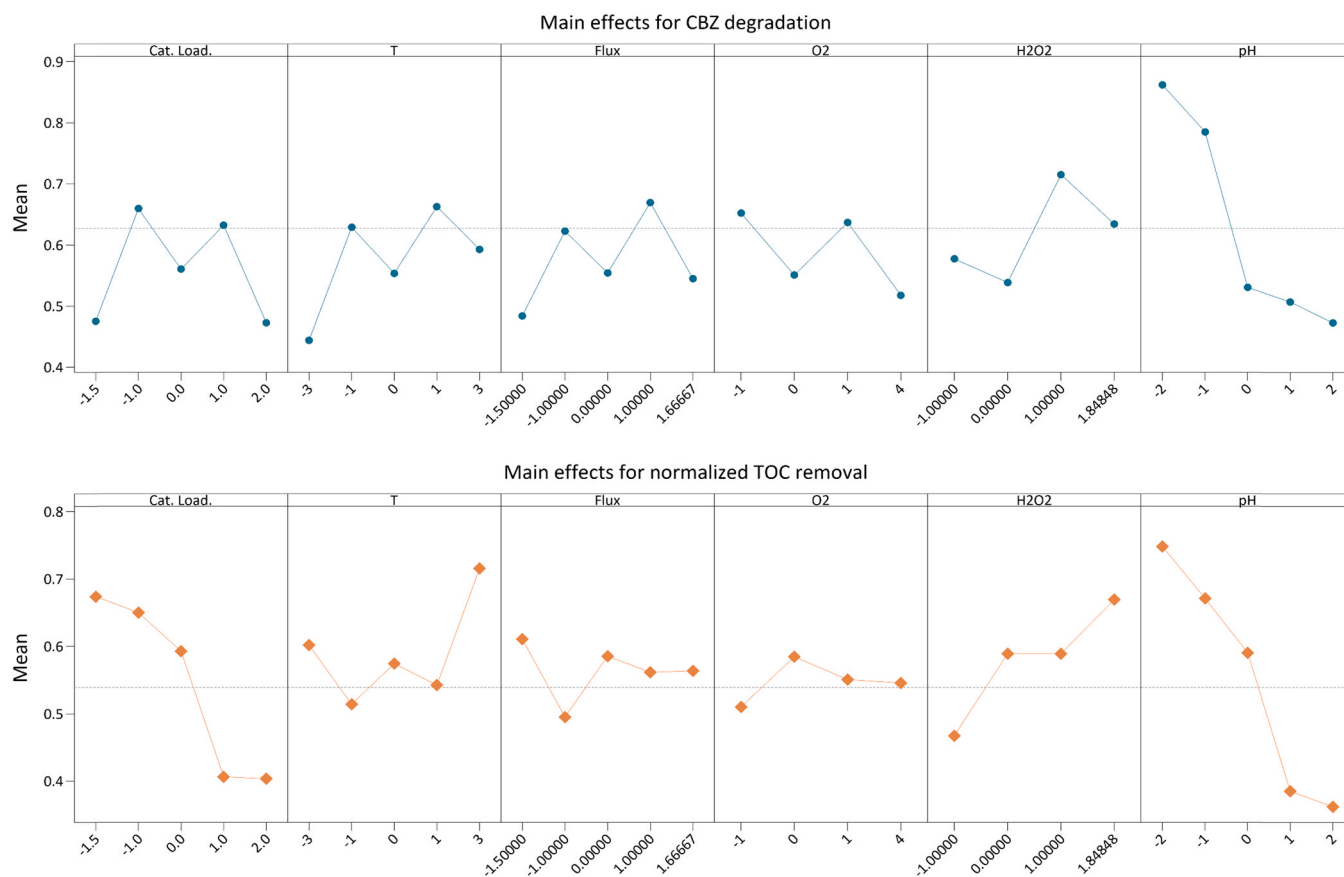 Main effects for CBZ degradation
Cat. Load. T Flux O2 H2O2 pH
Mean
0.9
0.8
0.7
0.6
0.5
0.4
-1.5 -1.0 0.0 1.0 2.0 -3 -1 0 1 3 -1.50000 -1.00000 0.00000 1.00000 1.66667 -1 0 1 4 -1.00000 0.00000 1.00000 1.84848 -2 -1 0 1 2
Main effects for normalized TOC removal
Cat. Load. T Flux O2 H2O2 pH
Mean
0.8
0.7
0.6
0.5
0.4
-1.5 -1.0 0.0 1.0 2.0 -3 -1 0 1 3 -1.50000 -1.00000 0.00000 1.00000 1.66667 -1 0 1 4 -1.00000 0.00000 1.00000 1.84848 -2 -1 0 1 2